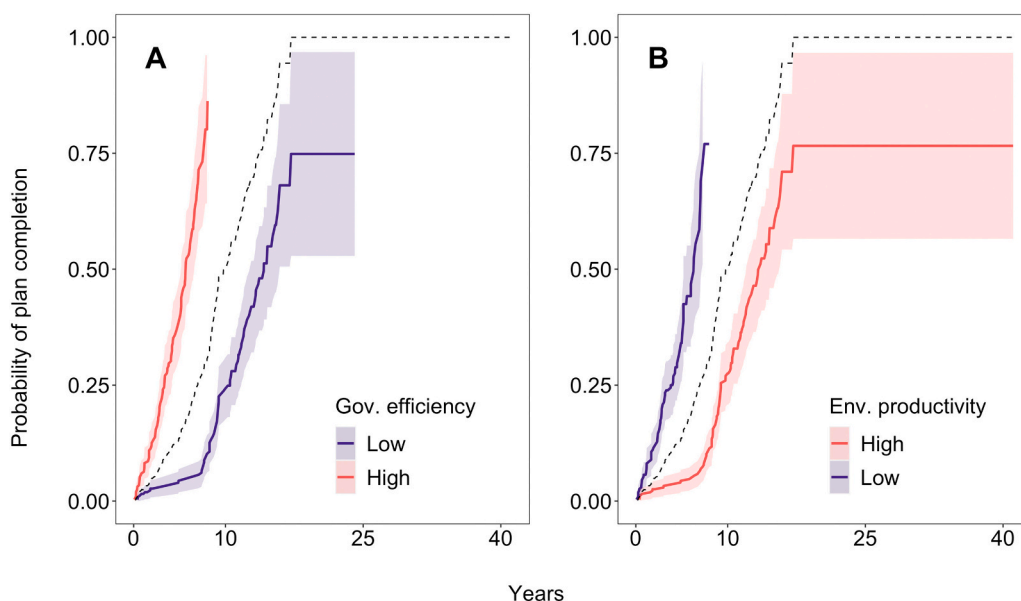 A
B
1.00
0.75
0.50
0.25
0.00
Probability of plan completion
Gov. efficiency
Low
High
0 10 25 40
1.00
0.75
0.50
0.25
0.00
Env. productivity
High
Low
0 10 25 40
Years